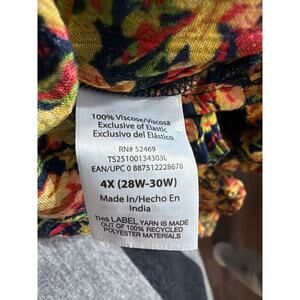 100% Viscose/Viscosa
Exclusive of Elastic
Exclusivo del Elástico
RN# 52469
TS25100134303L
EAN/UPC 0 887512228678
4X (28W-30W)
Made In/Hecho En
India
THIS LABEL YARN IS MADE
OUT OF 100% RECYCLED
POLYESTER MATERIALS